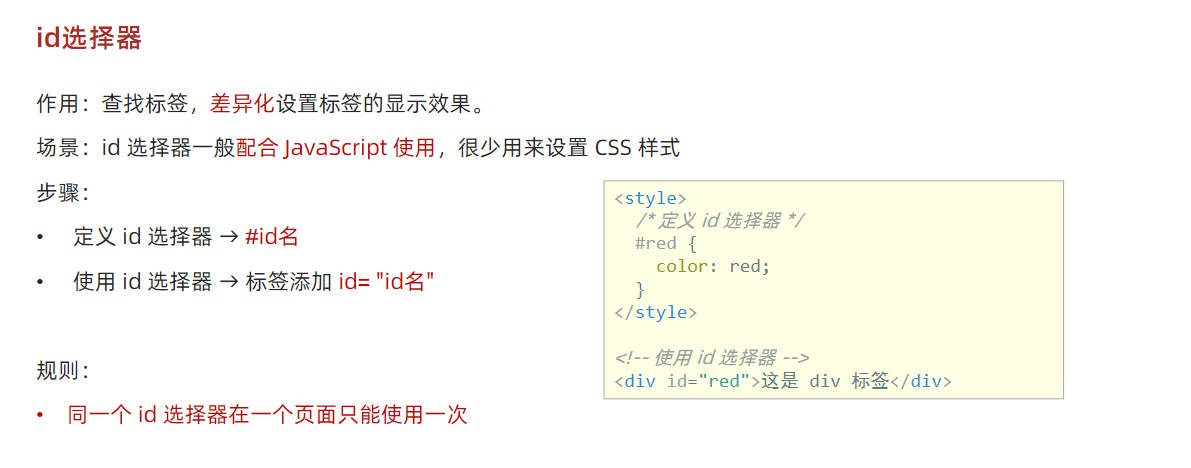 id选择器
作用：查找标签，差异化设置标签的显示效果。
场景：id 选择器一般配合 JavaScript 使用，很少用来设置 CSS 样式
步骤：
• 定义 id 选择器 → #id名
• 使用 id 选择器 → 标签添加 id= "id名"
规则：
• 同一个 id 选择器在一个页面只能使用一次
<style>
  /* 定义 id 选择器 */
  #red {
    color: red;
  }
</style>
<!-- 使用 id 选择器 -->
<div id="red">这是 div 标签</div>